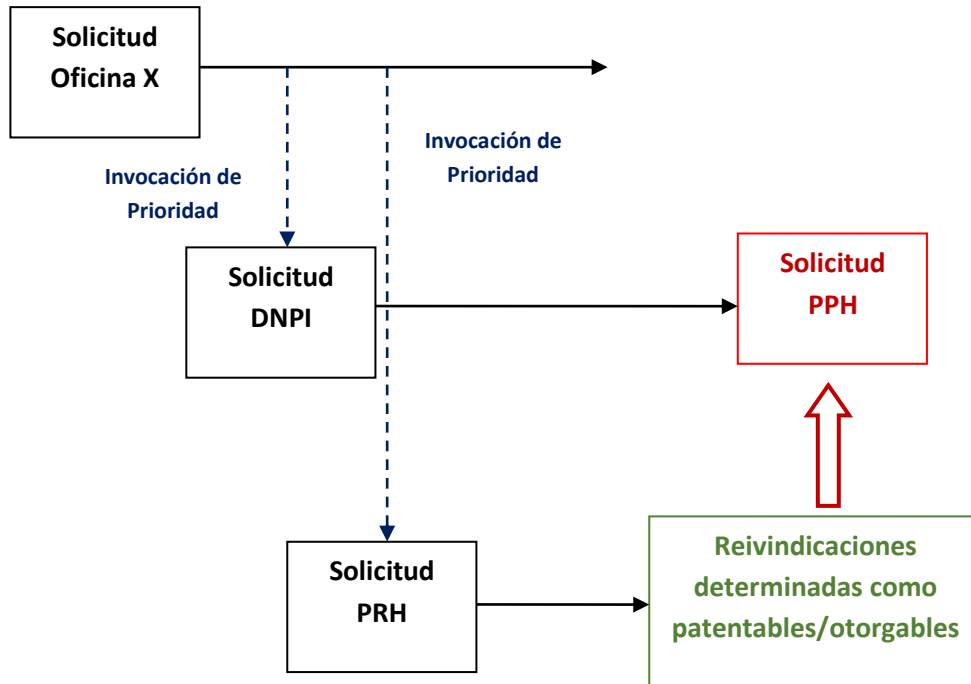 Solicitud
Oficina X
Invocación de
Prioridad
Invocación de
Prioridad
Solicitud
DNPI
Solicitud
PPH
Solicitud
PRH
Reivindicaciones
determinadas como
patentables/otorgables